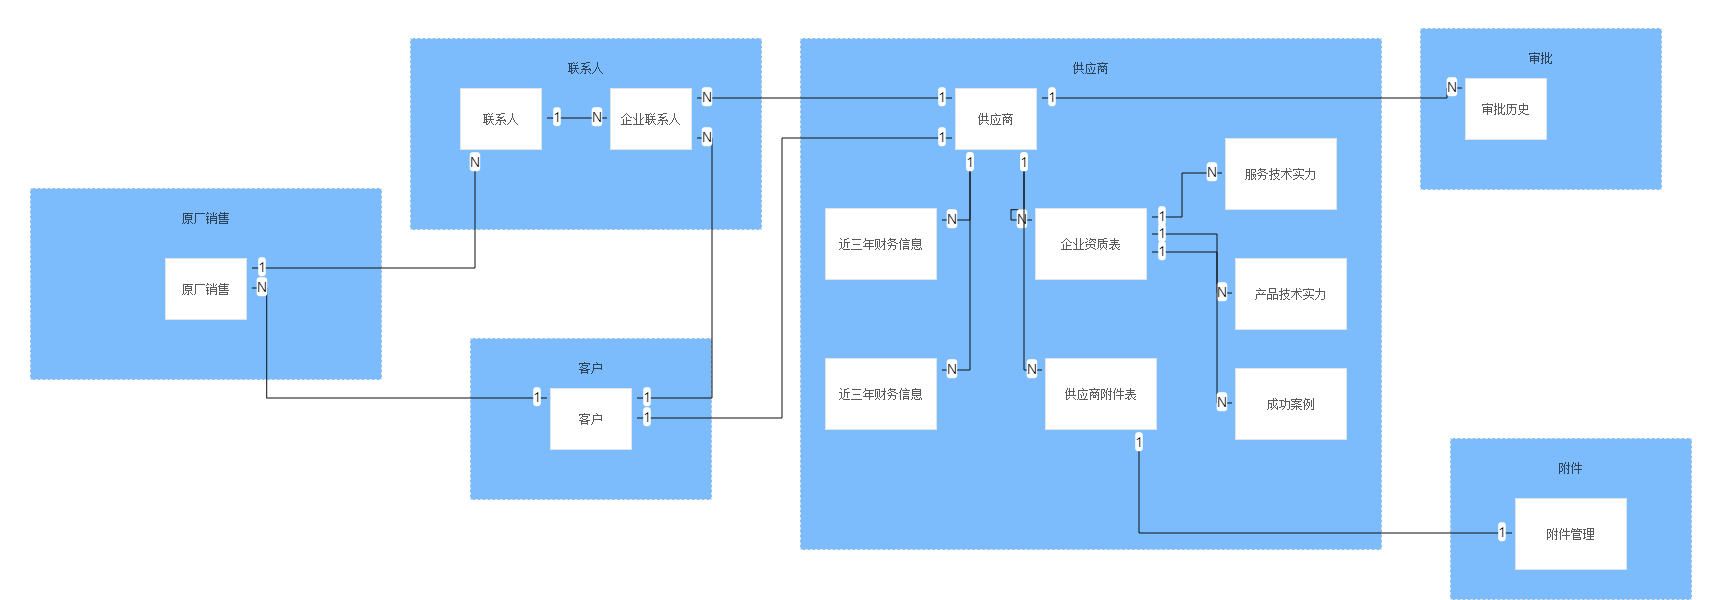 联系人
联系人
1
N
企业联系人
N
N
N
原厂销售
原厂销售
1
N
客户
1
客户
1
1
供应商
1
1
供应商
1
1
1
N
近三年财务信息
N
企业资质表
1
1
1
N
服务技术实力
N
产品技术实力
N
近三年财务信息
N
供应商附件表
1
N
成功案例
审批
N
审批历史
附件
1
附件管理